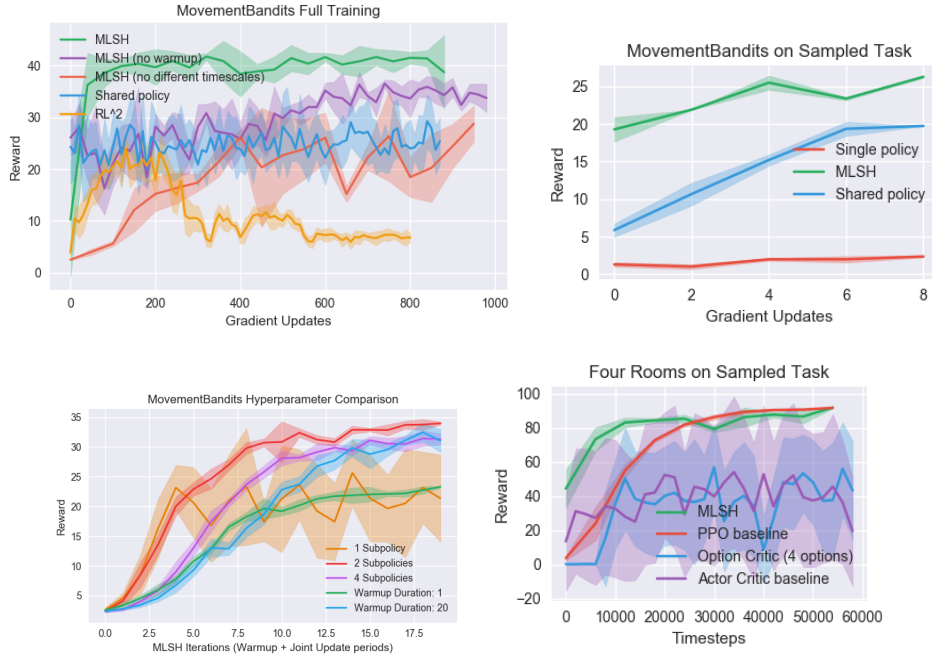 MovementBandits Full Training
MLSH
MLSH (no warmup)
MLSH (no different timescales)
Shared policy
RL^2
40
30
20
10
0
Reward
0
200
400
600
800
1000
Gradient Updates
MovementBandits on Sampled Task
25
20
15
10
5
0
Reward
Single policy
MLSH
Shared policy
0
2
4
6
8
Gradient Updates
MovementBandits Hyperparameter Comparison
35
30
25
20
15
10
5
Reward
1 Subpolicy
2 Subpolicies
4 Subpolicies
Warmup Duration: 1
Warmup Duration: 20
0.0
2.5
5.0
7.5
10.0
12.5
15.0
17.5
MLSH Iterations (Warmup + Joint Update periods)
Four Rooms on Sampled Task
100
80
60
40
20
0
−20
Reward
MLSH
PPO baseline
Option Critic (4 options)
Actor Critic baseline
0
10000
20000
30000
40000
50000
60000
Timesteps